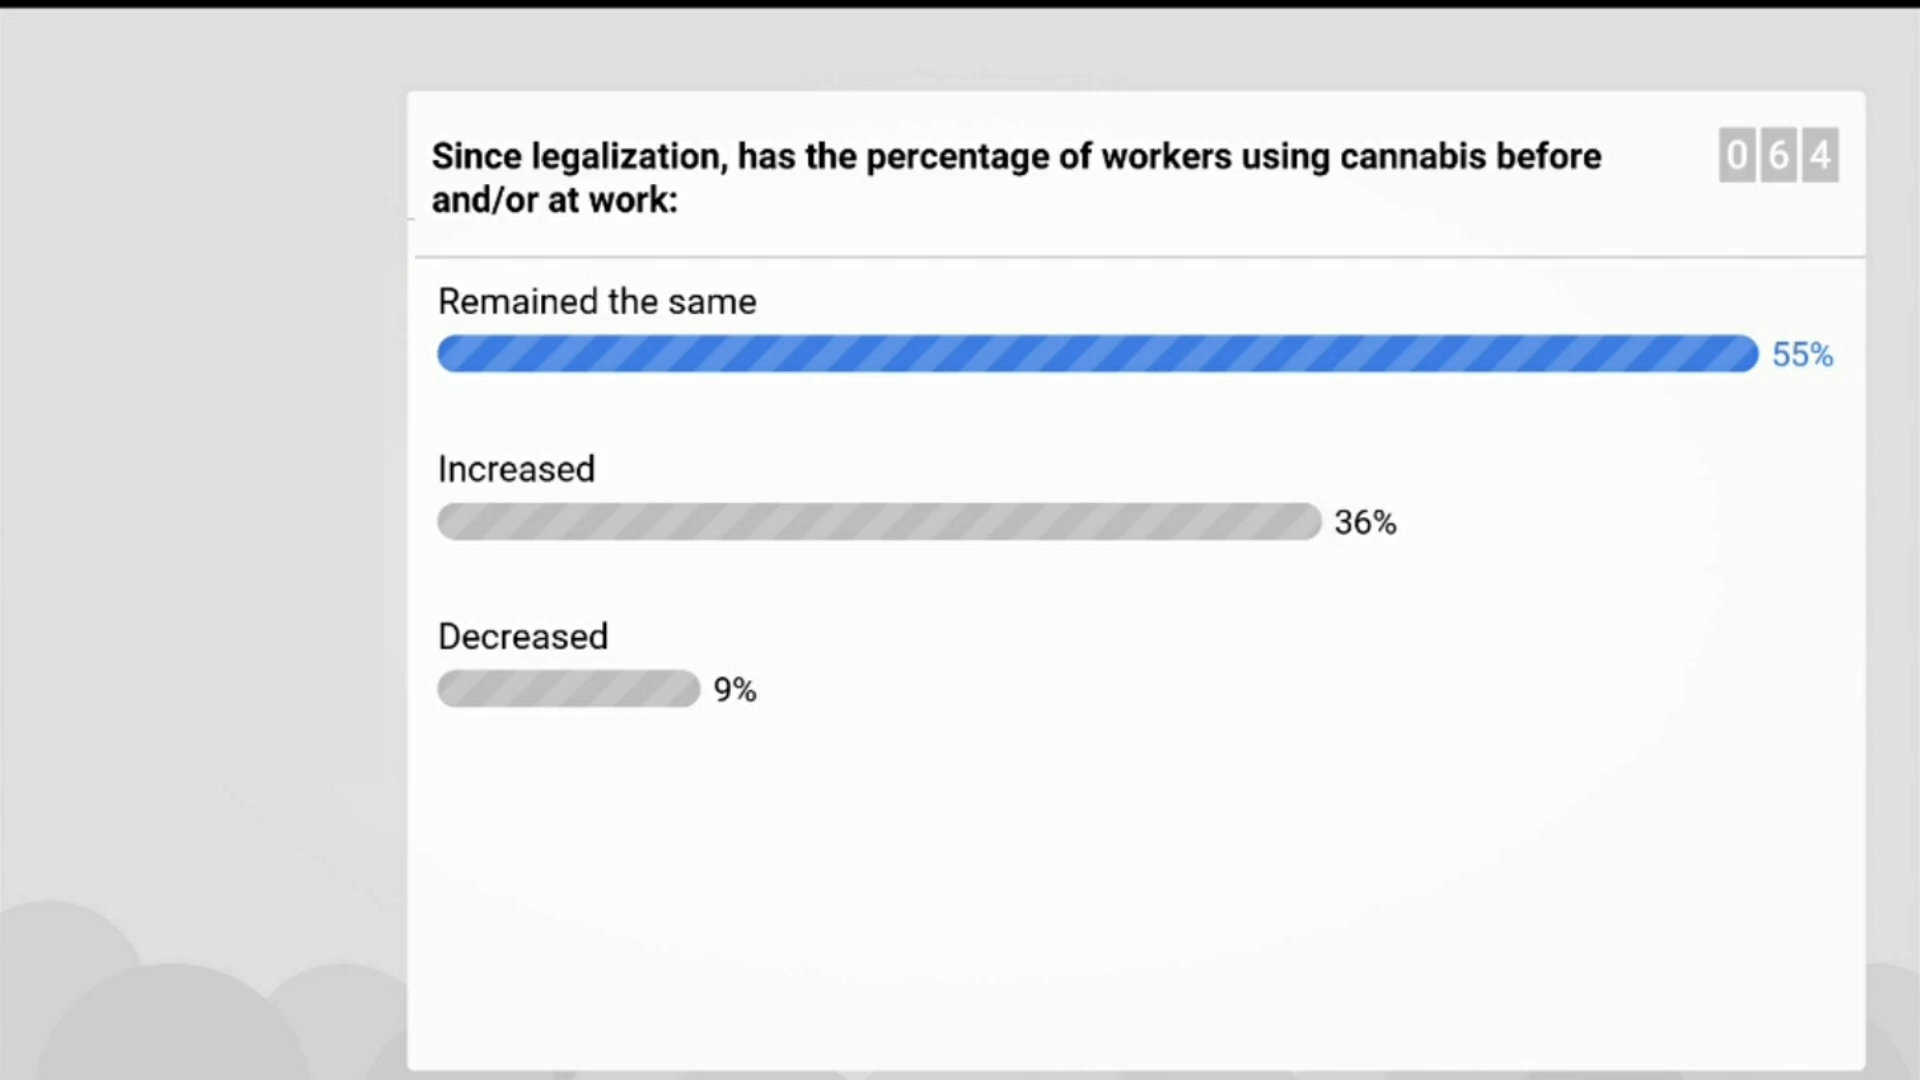 Since legalization, has the percentage of workers using cannabis before
and/or at work:
064
Remained the same
55%
Increased
36%
Decreased
9%